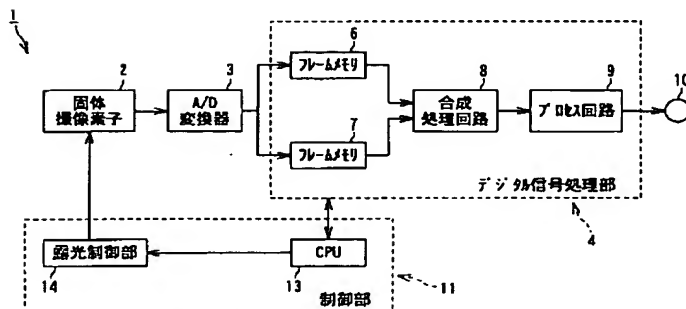 1
6
フレームメモリ
2
固体
撮像素子
3
A/D
変換器
8
合成
処理回路
9
プロセス回路
10
7
フレームメモリ
デジタル信号処理部
4
露光制御部
14
CPU
13
制御部
11